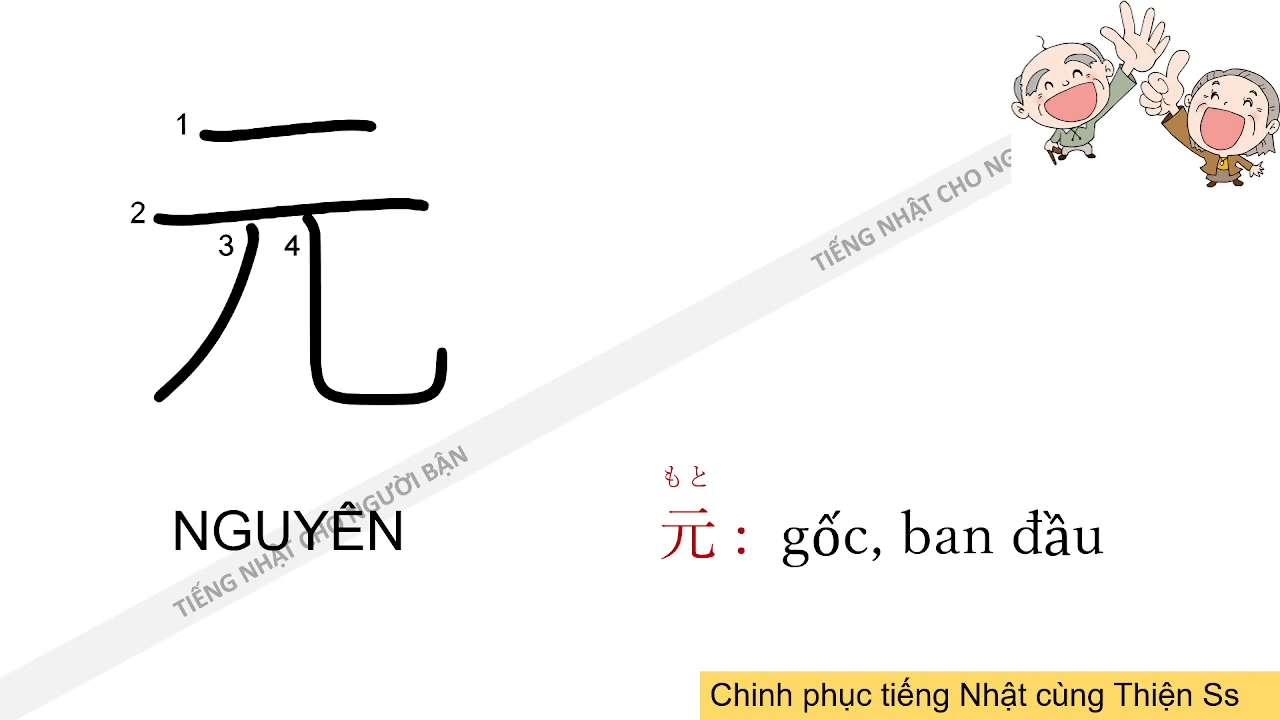 1
2
3 4
元
NGUYÊN
もと
元 : gốc, ban đầu
TIẾNG NHẬT CHO NGƯỜI BẬN
TIẾNG NHẬT CHO NG
Chinh phục tiếng Nhật cùng Thiện Ss